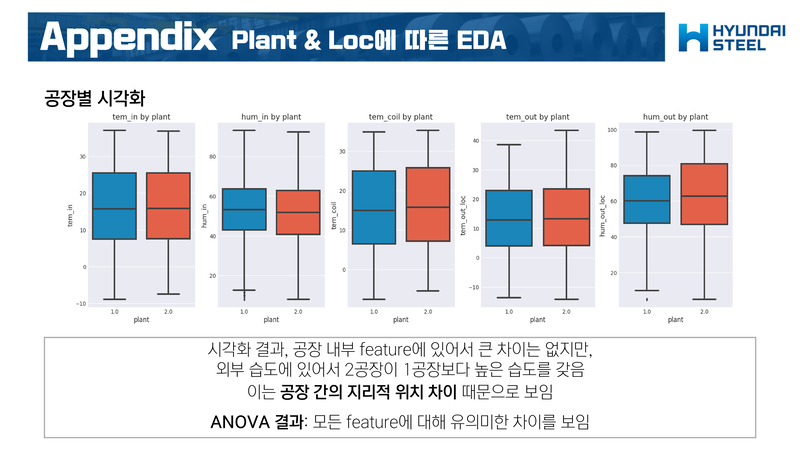 Appendix Plant & Loc에 따른 EDA
HYUNDAI
STEEL
공장별 시각화
tem_in by plant
hum_in by plant
tem_coil by plant
tem_out by plant
hum_out by plant
tem_in
30
20
10
0
−10
1.0 2.0
plant
hum_in
80
60
40
20
1.0 2.0
plant
tem_coil
30
20
10
0
1.0 2.0
plant
tem_out_loc
40
30
20
10
0
−10
1.0 2.0
plant
hum_out_loc
100
80
60
40
20
1.0 2.0
plant
시각화 결과, 공장 내부 feature에 있어서 큰 차이는 없지만,
외부 습도에 있어서 2공장이 1공장보다 높은 습도를 갖음
이는 공장 간의 지리적 위치 차이 때문으로 보임
ANOVA 결과: 모든 feature에 대해 유의미한 차이를 보임